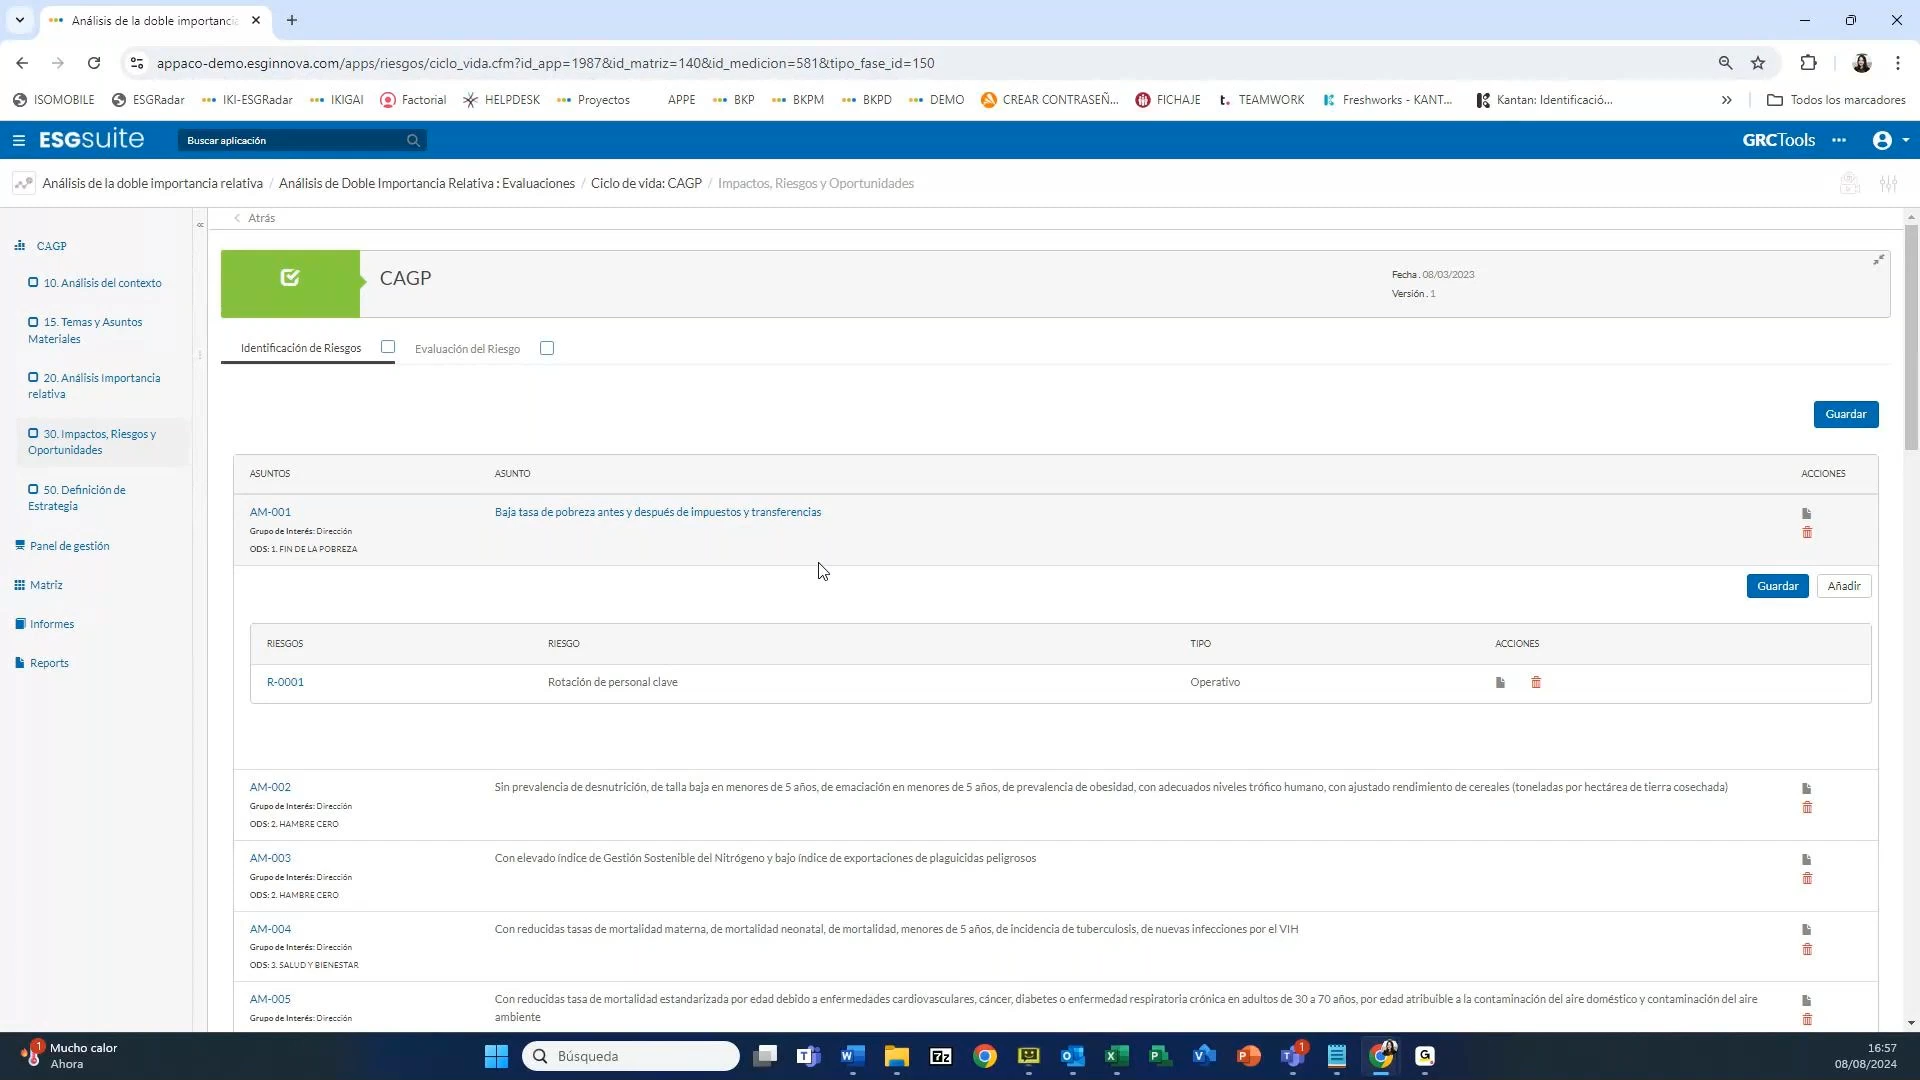 Análisis de la doble importancia
appaco-demo.esginnova.com/apps/riesgos/ciclo_vida.cfm?id_app=1987&id_matriz=140&id_medicion=581&tipo_fase_id=150
ISOMOBILE ESGRadar IKI-ESGRadar IKIGAI Factorial HELPDESK Proyectos APPE BKP BKPM BKPD DEMO CREAR CONTRASEÑ... FICHAJE TEAMWORK Freshworks - KANT... Kantan: Identificació... Todos los marcadores
ESGSUITE Buscar aplicación GRCTools
Análisis de la doble importancia relativa / Análisis de Doble Importancia Relativa : Evaluaciones / Ciclo de vida: CAGP / Impactos, Riesgos y Oportunidades
Atrás
CAGP
10. Análisis del contexto
15. Temas y Asuntos
Materiales
20. Análisis Importancia
relativa
30. Impactos, Riesgos y
Oportunidades
50. Definición de
Estrategia
Panel de gestión
Matriz
Informes
Reports
CAGP
Fecha . 08/03/2023
Versión . 1
Identificación de Riesgos Evaluación del Riesgo
Guardar
ASUNTOS ASUNTO ACCIONES
AM-001 Baja tasa de pobreza antes y después de impuestos y transferencias
Grupo de Interés: Dirección
ODS: 1. FIN DE LA POBREZA
Guardar Añadir
RIESGOS RIESGO TIPO ACCIONES
R-0001 Rotación de personal clave Operativo
AM-002 Sin prevalencia de desnutrición, de talla baja en menores de 5 años, de emaciación en menores de 5 años, de prevalencia de obesidad, con adecuados niveles trófico humano, con ajustado rendimiento de cereales (toneladas por hectárea de tierra cosechada)
Grupo de Interés: Dirección
ODS: 2. HAMBRE CERO
AM-003 Con elevado índice de Gestión Sostenible del Nitrógeno y bajo índice de exportaciones de plaguicidas peligrosos
Grupo de Interés: Dirección
ODS: 2. HAMBRE CERO
AM-004 Con reducidas tasas de mortalidad materna, de mortalidad neonatal, de mortalidad, menores de 5 años, de incidencia de tuberculosis, de nuevas infecciones por el VIH
Grupo de Interés: Dirección
ODS: 3. SALUD Y BIENESTAR
AM-005 Con reducidas tasa de mortalidad estandarizada por edad debido a enfermedades cardiovasculares, cáncer, diabetes o enfermedad respiratoria crónica en adultos de 30 a 70 años, por edad atribuible a la contaminación del aire doméstico y contaminación del aire
ambiente
Grupo de Interés: Dirección
1 Mucho calor
Ahora
Búsqueda
7z
1
16:57
08/08/2024